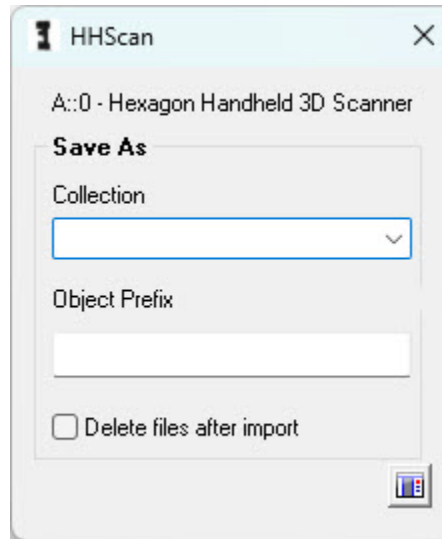 HHScan
A::0 - Hexagon Handheld 3D Scanner
Save As
Collection
Object Prefix
Delete files after import